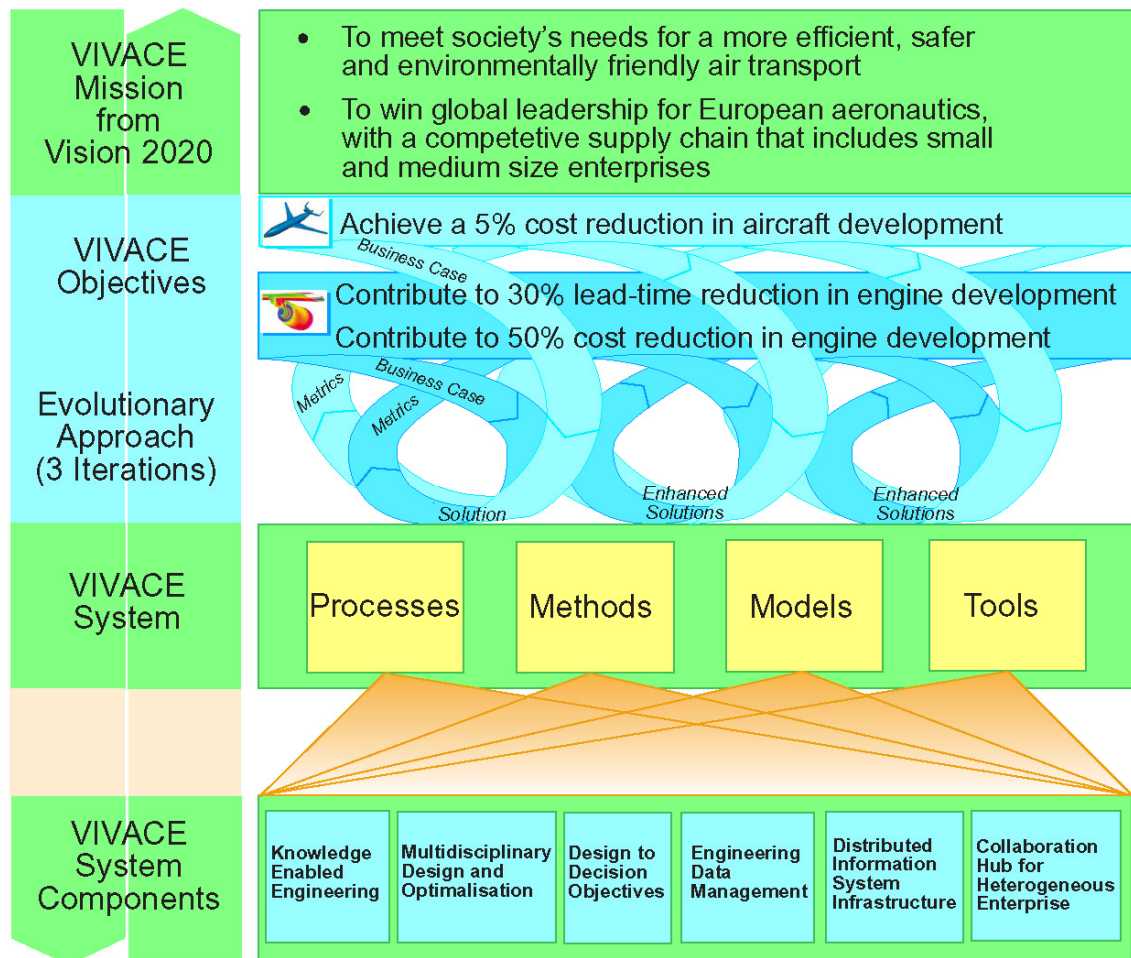 VIVACE
Mission
from
Vision 2020
• To meet society's needs for a more efficient, safer
and environmentally friendly air transport
• To win global leadership for European aeronautics,
with a competetive supply chain that includes small
and medium size enterprises
VIVACE
Objectives
Achieve a 5% cost reduction in aircraft development
Business Case
Contribute to 30% lead-time reduction in engine development
Contribute to 50% cost reduction in engine development
Evolutionary
Approach
(3 Iterations)
Metrics
Business Case
Metrics
Solution
Enhanced
Solutions
Enhanced
Solutions
VIVACE
System
Processes
Methods
Models
Tools
VIVACE
System
Components
Knowledge
Enabled
Engineering
Multidisciplinary
Design and
Optimalisation
Design to
Decision
Objectives
Engineering
Data
Management
Distributed
Information
System
Infrastructure
Collaboration
Hub for
Heterogeneous
Enterprise